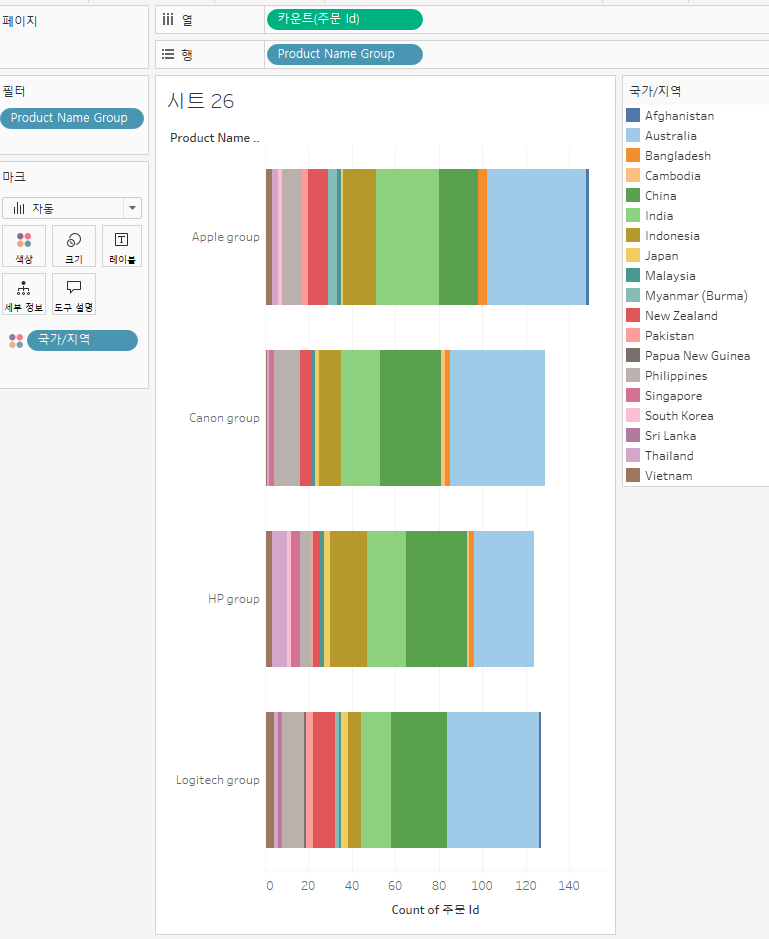 페이지
열
카운트(주문 Id)
행
Product Name Group
필터
Product Name Group
마크
자동
색상
크기
레이블
세부 정보
도구 설명
국가/지역
시트 26
Product Name ..
Apple group
Canon group
HP group
Logitech group
0 20 40 60 80 100 120 140
Count of 주문 Id
국가/지역
Afghanistan
Australia
Bangladesh
Cambodia
China
India
Indonesia
Japan
Malaysia
Myanmar (Burma)
New Zealand
Pakistan
Papua New Guinea
Philippines
Singapore
South Korea
Sri Lanka
Thailand
Vietnam